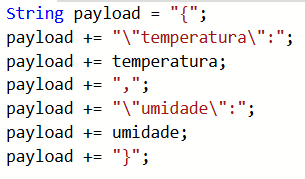 String payload = "{";
payload += "\"temperatura\":";
payload += temperatura;
payload += ",";
payload += "\"umidade\":";
payload += umidade;
payload += "}";